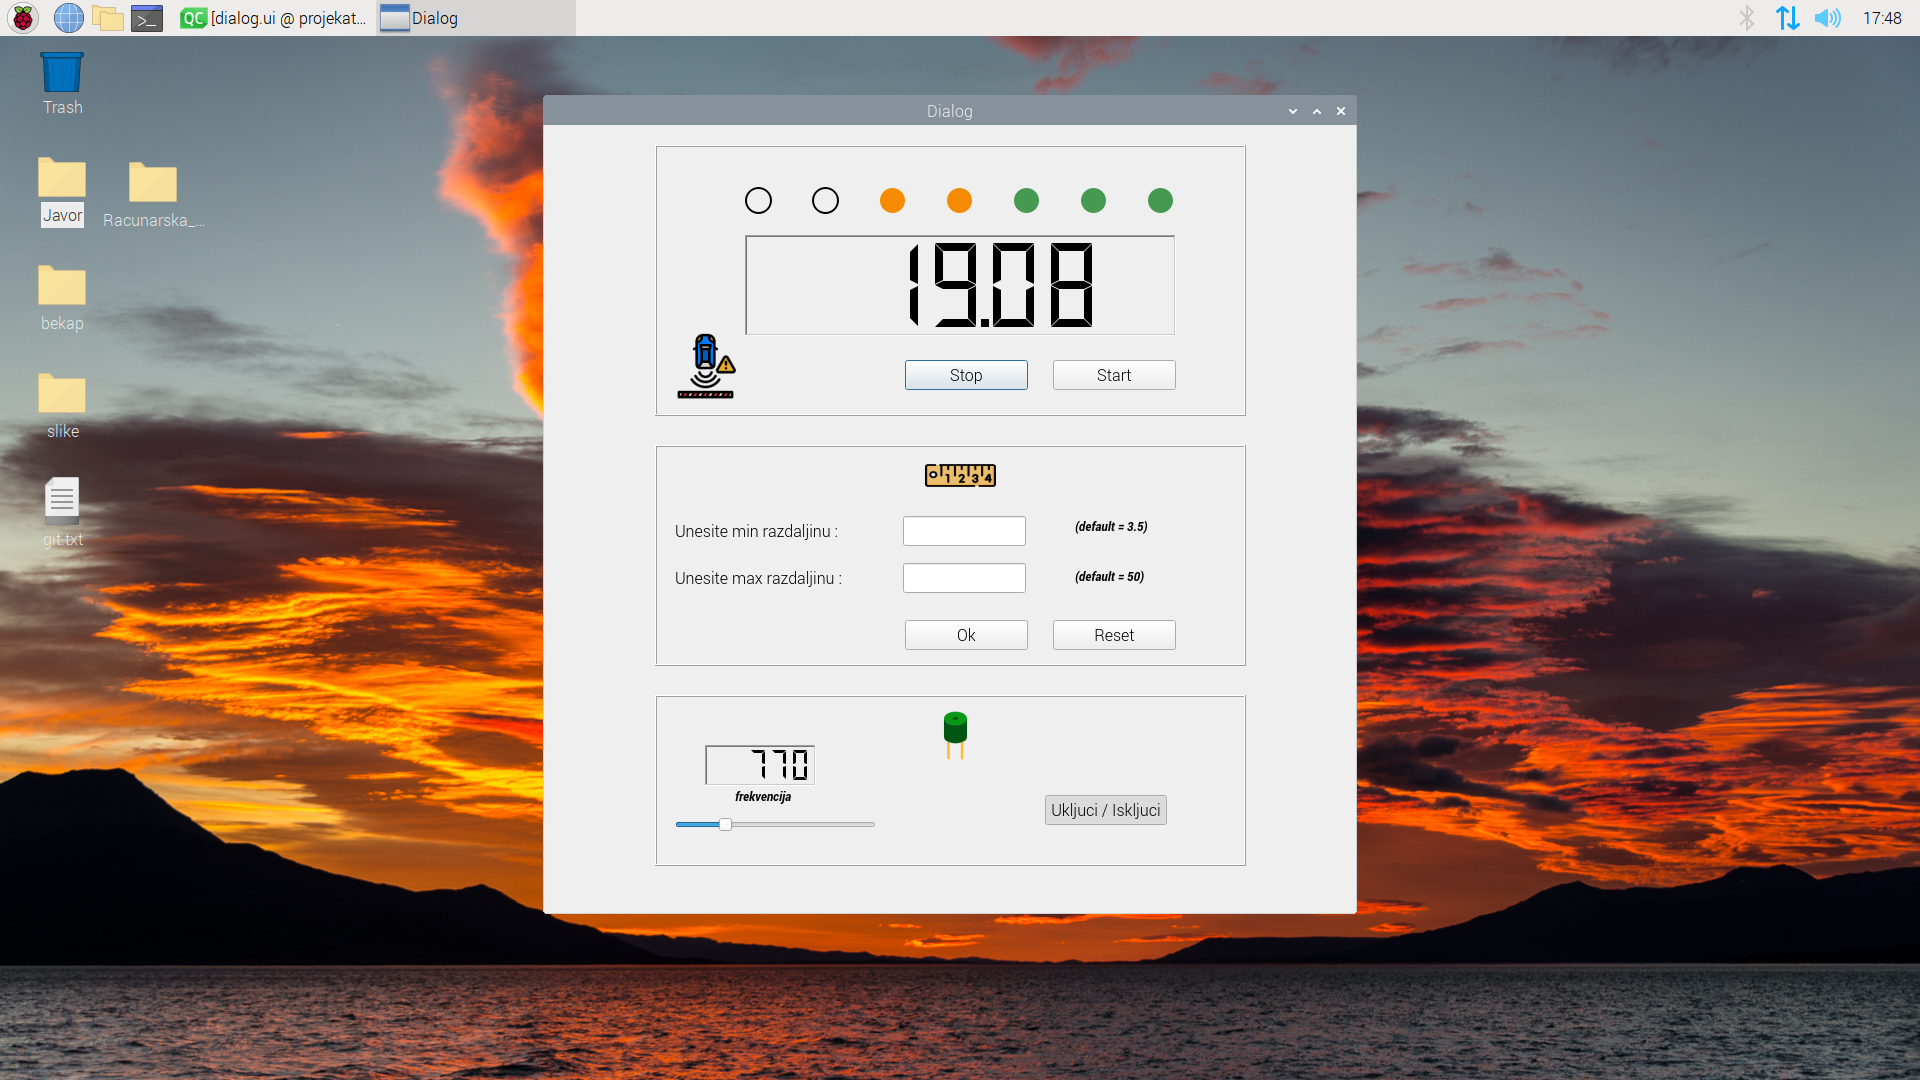 [dialog.ui @ projekat...
Dialog
17:48
Trash
Javor
Racunarska_...
bekap
slike
git.txt
Dialog
19.08
Stop
Start
0 1 2 3 4
Unesite min razdaljinu :
(default = 3.5)
Unesite max razdaljinu :
(default = 50)
Ok
Reset
770
frekvencija
Ukljuci / Iskljuci